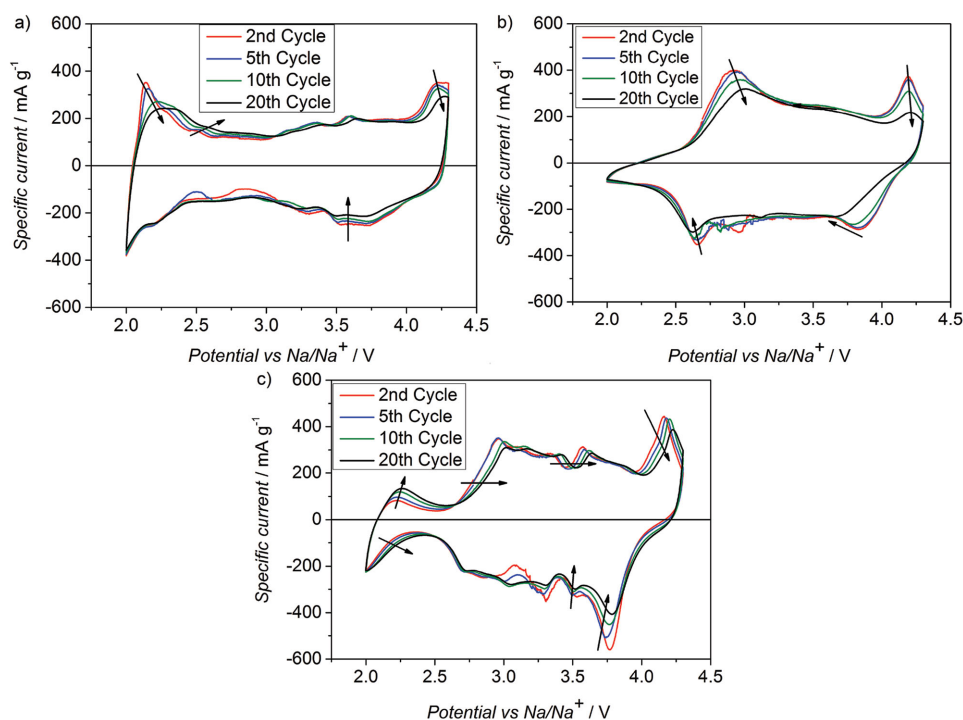 a)
2nd Cycle
5th Cycle
10th Cycle
20th Cycle
600
400
200
0
-200
-400
-600
Specific current / mA g⁻¹
2.0 2.5 3.0 3.5 4.0 4.5
Potential vs Na/Na⁺ / V
b)
2nd Cycle
5th Cycle
10th Cycle
20th Cycle
600
400
200
0
-200
-400
-600
Specific current / mA g⁻¹
2.0 2.5 3.0 3.5 4.0 4.5
Potential vs Na/Na⁺ / V
c)
2nd Cycle
5th Cycle
10th Cycle
20th Cycle
600
400
200
0
-200
-400
-600
Specific current / mA g⁻¹
2.0 2.5 3.0 3.5 4.0 4.5
Potential vs Na/Na⁺ / V